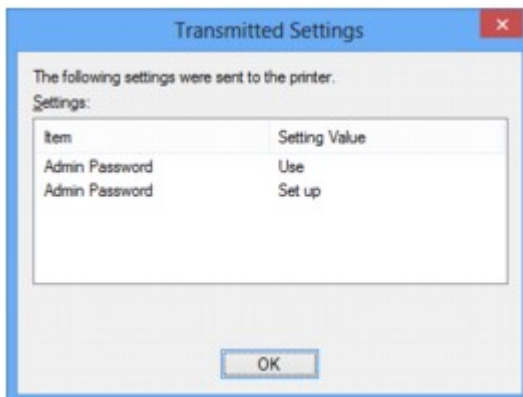 Transmitted Settings
The following settings were sent to the printer.
Settings:
Item Setting Value
Admin Password Use
Admin Password Set up
OK